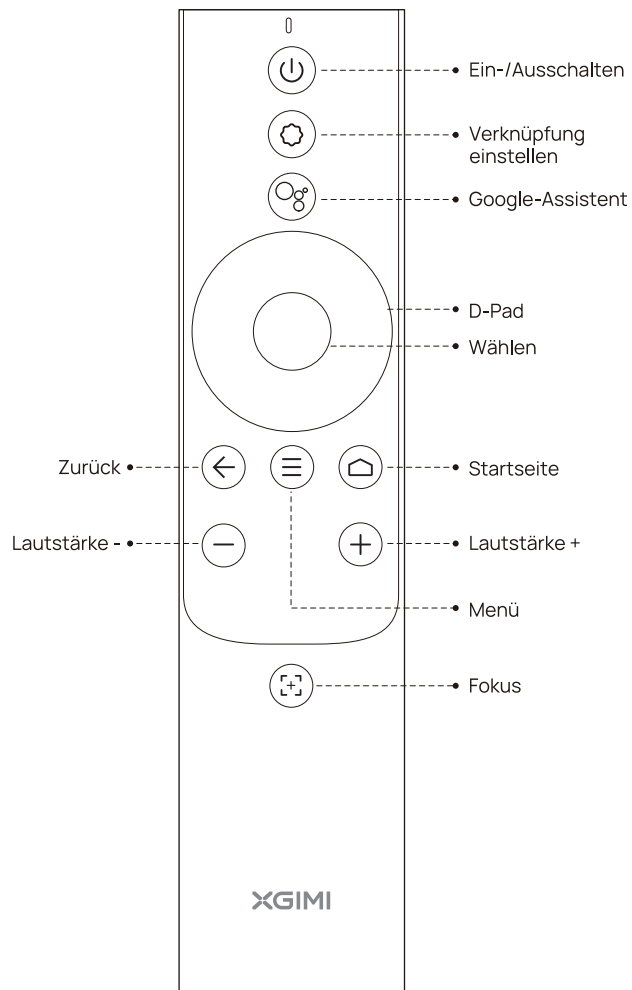 Ein-/Ausschalten
Verknüpfung
einstellen
Google-Assistent
D-Pad
Wählen
Zurück
Startseite
Lautstärke -
Lautstärke +
Menü
Fokus
XGIMI